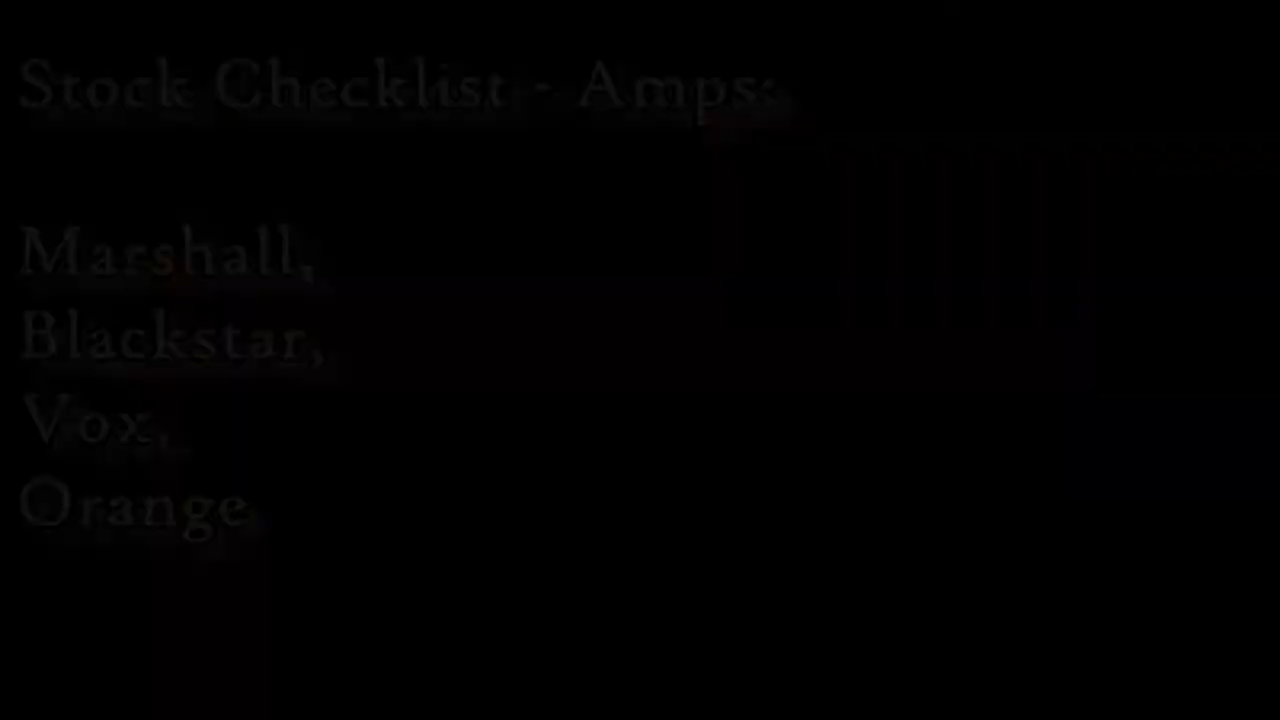 Stock Checklist - Amps:
Marshall,
Blackstar,
Vox,
Orange